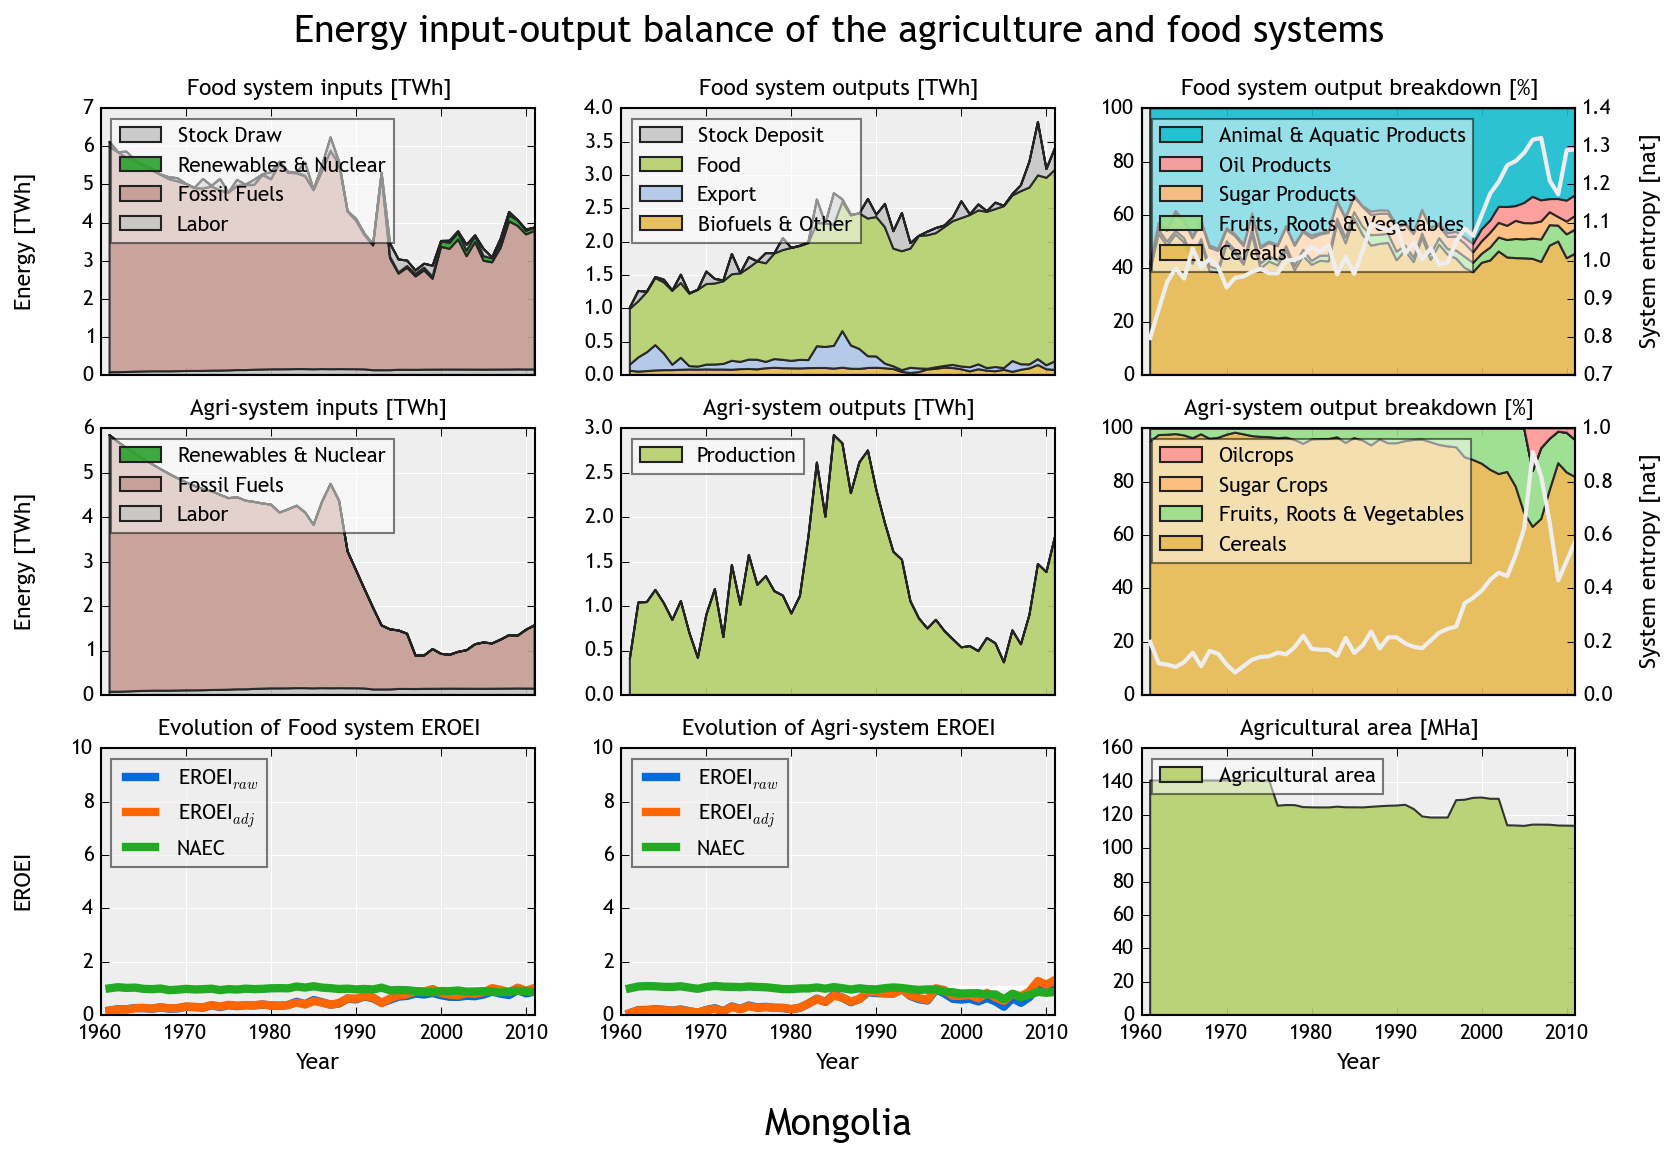 Energy input-output balance of the agriculture and food systems
Food system inputs [TWh]
Energy [TWh]
7
6
5
4
3
2
1
0
Stock Draw
Renewables & Nuclear
Fossil Fuels
Labor
Food system outputs [TWh]
4.0
3.5
3.0
2.5
2.0
1.5
1.0
0.5
0.0
Stock Deposit
Food
Export
Biofuels & Other
Food system output breakdown [%]
100
80
60
40
20
0
Animal & Aquatic Products
Oil Products
Sugar Products
Fruits, Roots & Vegetables
Cereals
1.4
1.3
1.2
1.1
1.0
0.9
0.8
0.7
System entropy [nat]
Agri-system inputs [TWh]
Energy [TWh]
6
5
4
3
2
1
0
Renewables & Nuclear
Fossil Fuels
Labor
Agri-system outputs [TWh]
3.0
2.5
2.0
1.5
1.0
0.5
0.0
Production
Agri-system output breakdown [%]
100
80
60
40
20
0
Oilcrops
Sugar Crops
Fruits, Roots & Vegetables
Cereals
1.0
0.8
0.6
0.4
0.2
0.0
System entropy [nat]
Evolution of Food system EROEI
EROEI
10
8
6
4
2
0
EROEI raw
EROEI adj
NAEC
1960 1970 1980 1990 2000 2010
Year
Evolution of Agri-system EROEI
10
8
6
4
2
0
EROEI raw
EROEI adj
NAEC
1960 1970 1980 1990 2000 2010
Year
Agricultural area [MHa]
160
140
120
100
80
60
40
20
0
Agricultural area
1960 1970 1980 1990 2000 2010
Year
Mongolia